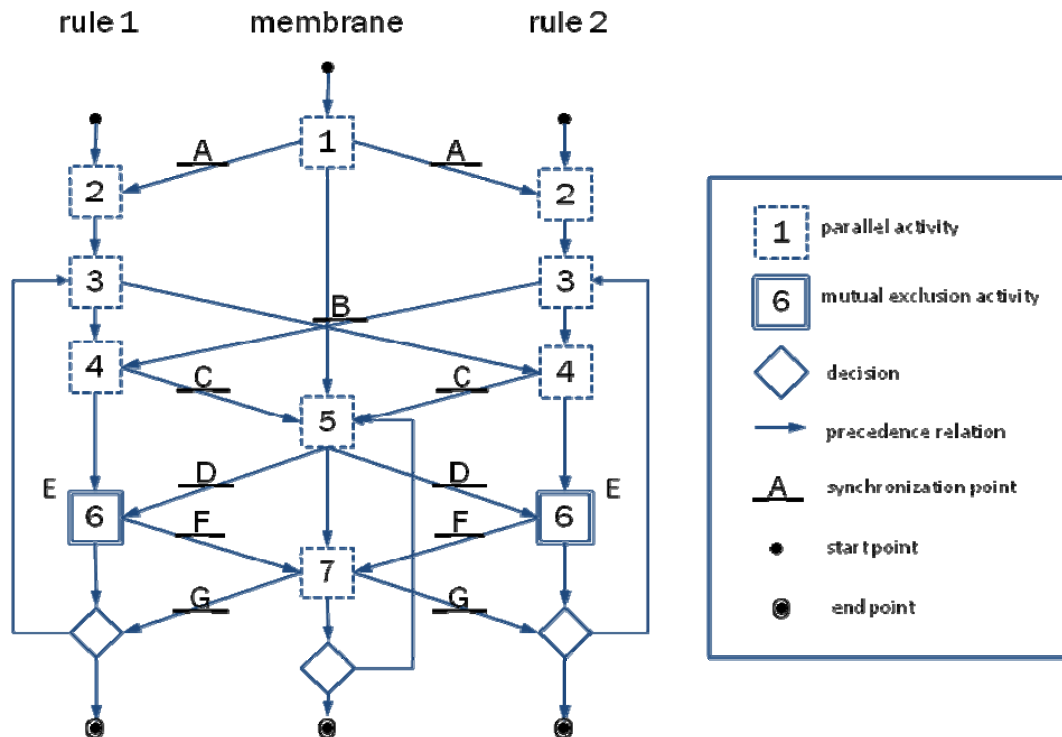 rule 1 membrane rule 2
1
A A
2 2
3 3
B
4 4
C C
5
D D
E E
6 6
F F
7
G G
1 parallel activity
6 mutual exclusion activity
decision
precedence relation
A synchronization point
start point
end point